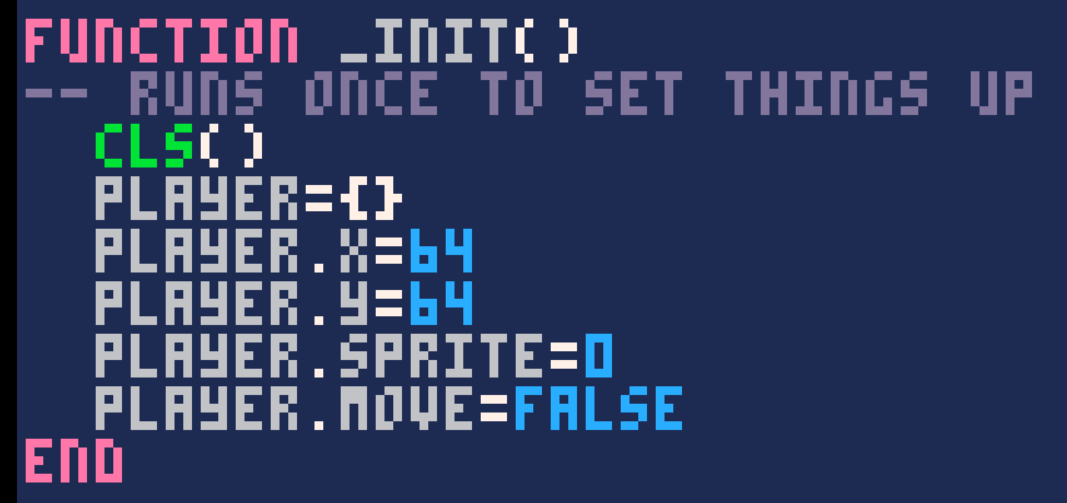 FUNCTION _INIT()
-- RUNS ONCE TO SET THINGS UP
CLS()
PLAYER={}
PLAYER.X=64
PLAYER.Y=64
PLAYER.SPRITE=0
PLAYER.MOVE=FALSE
END